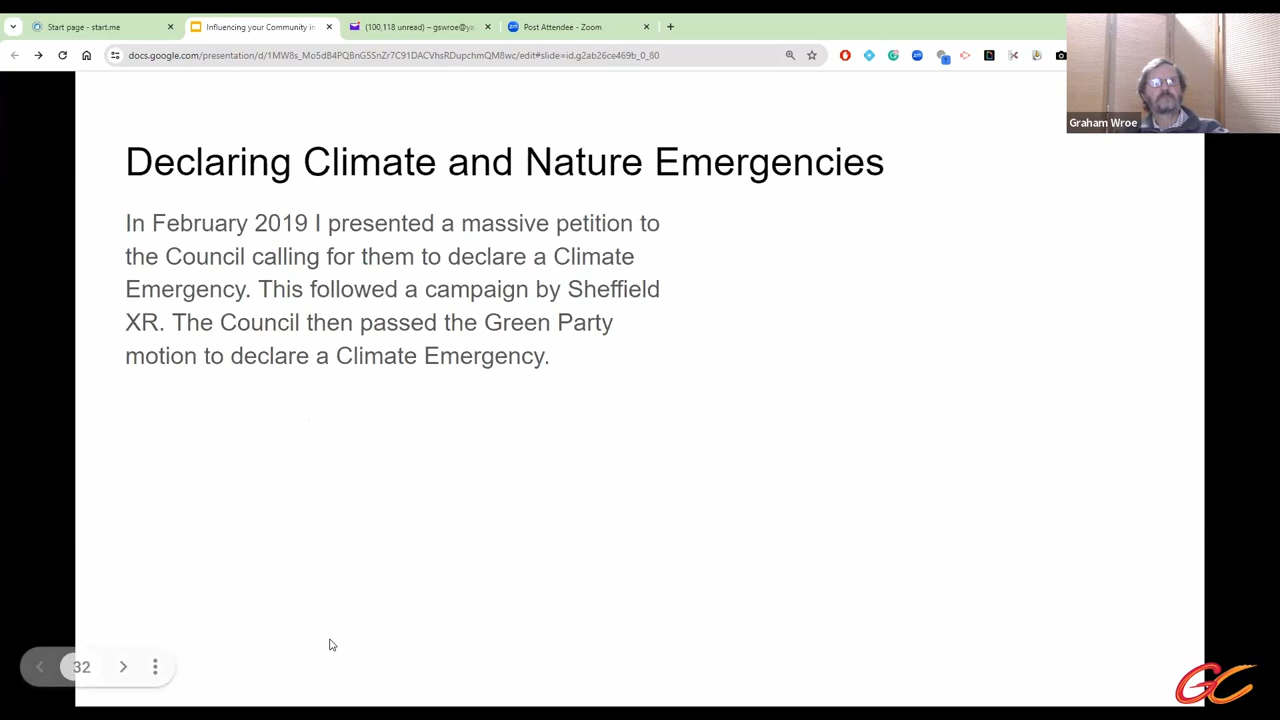 Start page - start.me
Influencing your Community in
(100,118 unread) – gswroe@ya
Post Attendee - Zoom
docs.google.com/presentation/d/1MW8s_Mo5dB4PQBnG5SnZr7C91DACVhsRDupchmQM8wc/edit#slide=id.g2ab26ce469b_0_80
Graham Wroe
Declaring Climate and Nature Emergencies
In February 2019 I presented a massive petition to
the Council calling for them to declare a Climate
Emergency. This followed a campaign by Sheffield
XR. The Council then passed the Green Party
motion to declare a Climate Emergency.
32
GC